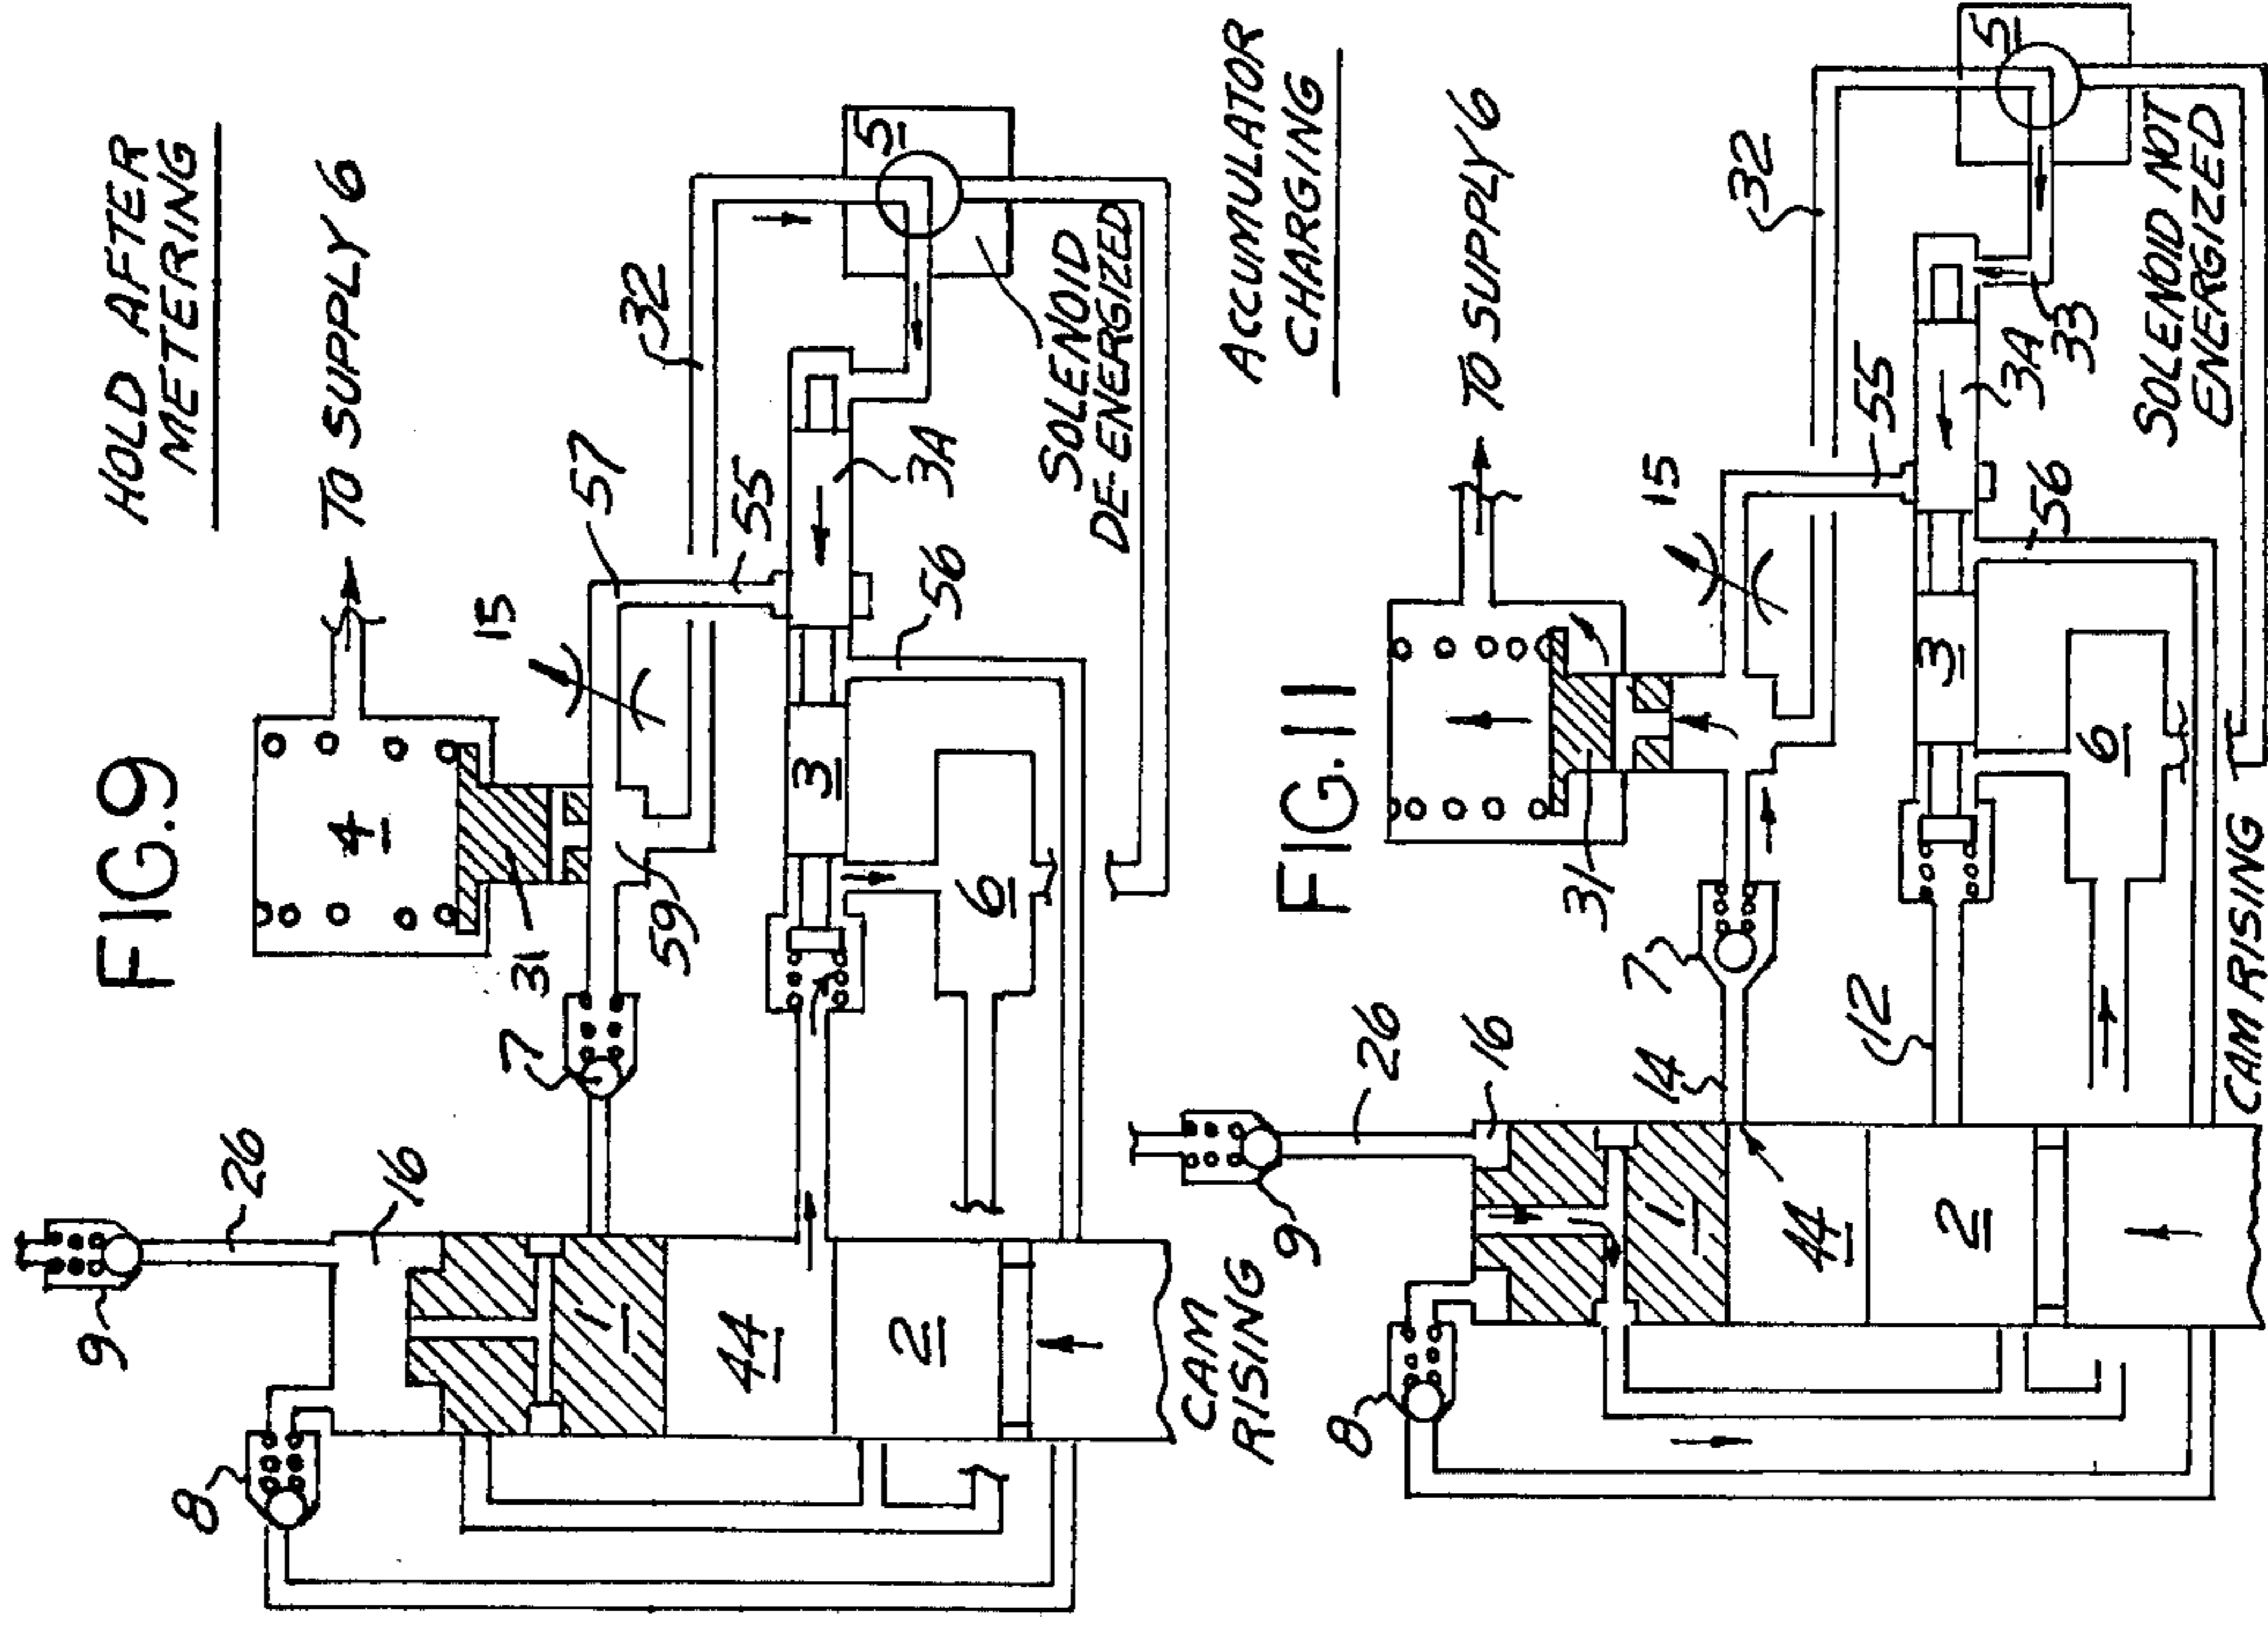 FIG.9
HOLD AFTER
METERING
TO SUPPLY 6
4
31
15
57
32
5
55
3A
SOLENOID
DE-ENERGIZED
56
3
6
59
7
26
9
16
8
1
44
2
CAM
RISING
FIG.11
ACCUMULATOR
CHARGING
TO SUPPLY 6
31
15
32
5
55
3A
33
SOLENOID NOT
ENERGIZED
56
3
6
7
14
12
26
9
16
8
1
44
2
CAM RISING